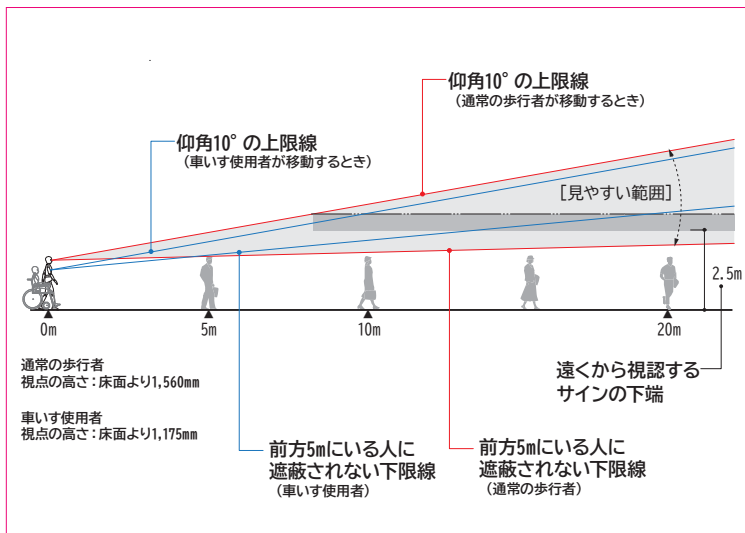 仰角10°の上限線
（通常の歩行者が移動するとき）
仰角10°の上限線
（車いす使用者が移動するとき）
［見やすい範囲］
2.5m
0m
5m
10m
20m
通常の歩行者
視点の高さ：床面より1,560mm
車いす使用者
視点の高さ：床面より1,175mm
遠くから視認する
サインの下端
前方5mにいる人に
遮蔽されない下限線
（車いす使用者）
前方5mにいる人に
遮蔽されない下限線
（通常の歩行者）